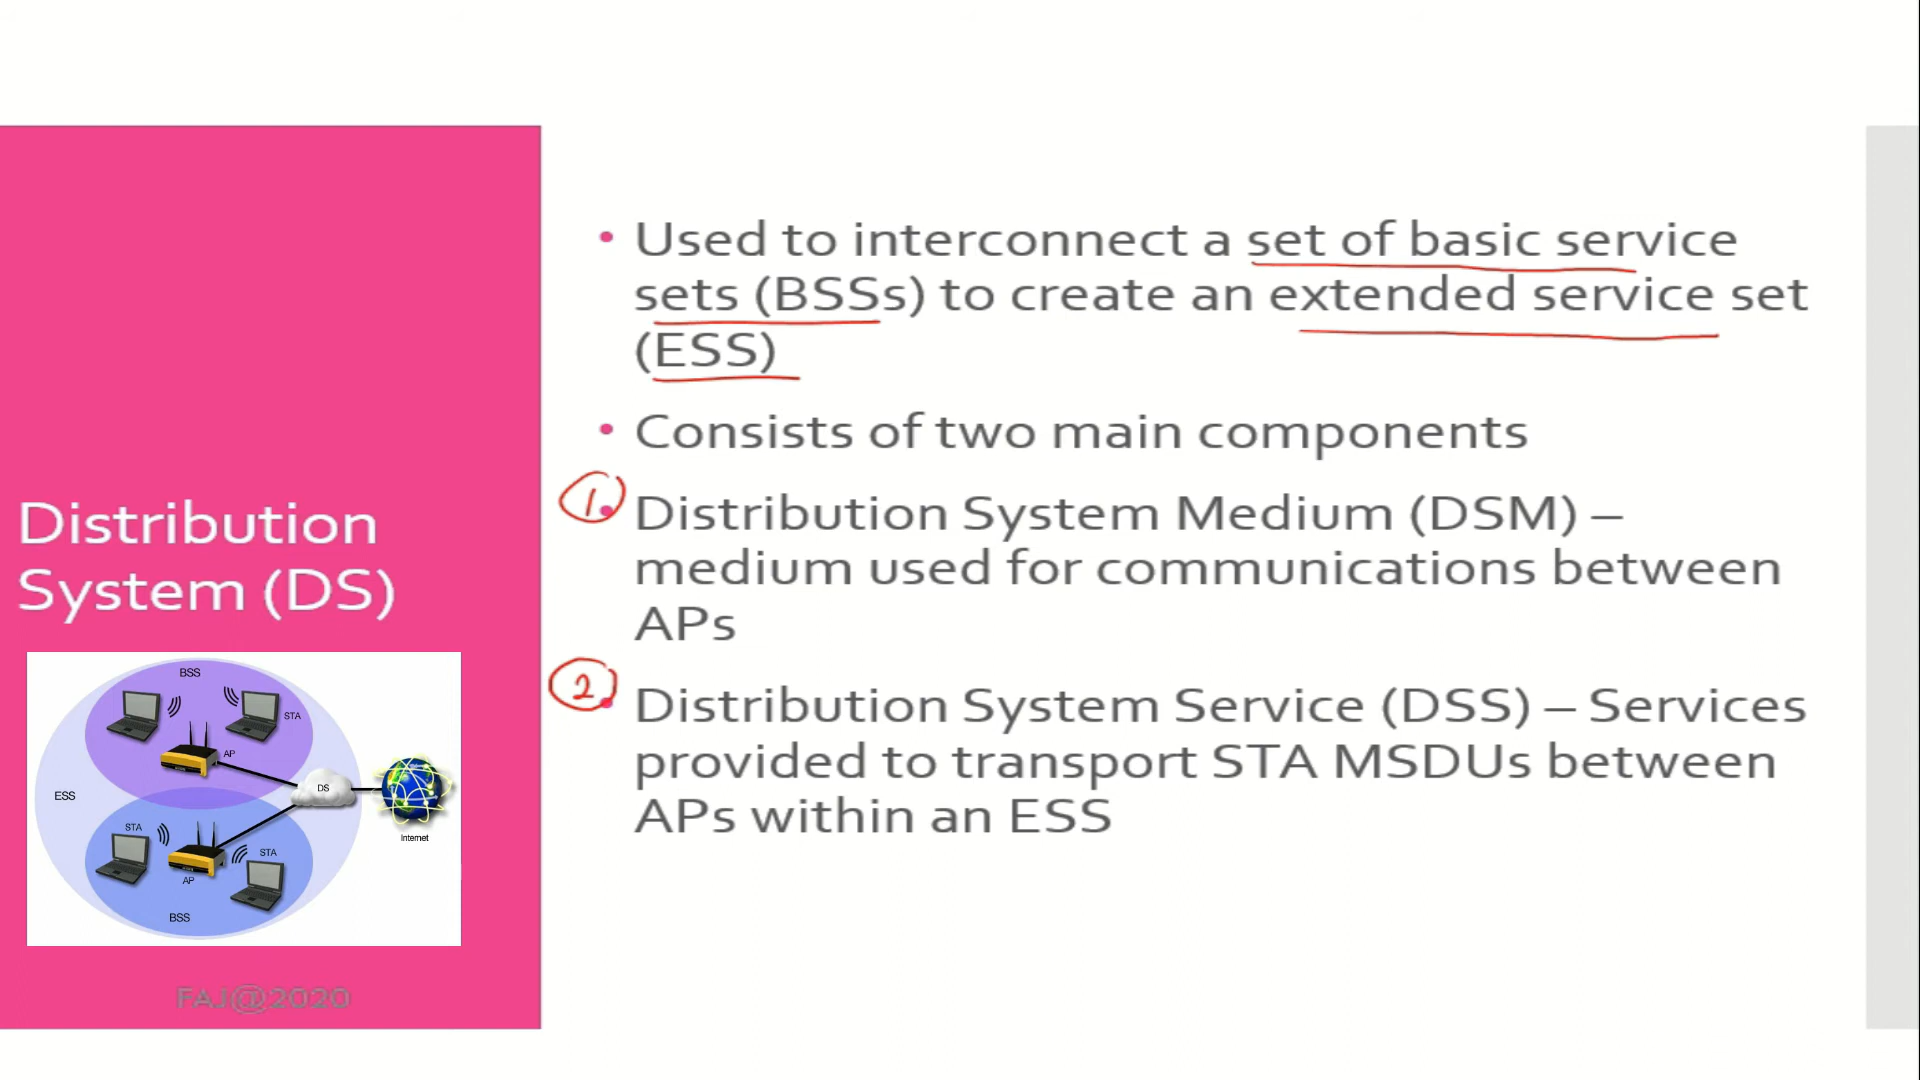 • Used to interconnect a set of basic service
sets (BSSs) to create an extended service set
(ESS)
• Consists of two main components
1
• Distribution System Medium (DSM) –
medium used for communications between
APs
2
• Distribution System Service (DSS) – Services
provided to transport STA MSDUs between
APs within an ESS
Distribution
System (DS)
BSS
STA
AP
DS
ESS
Internet
STA
STA
AP
BSS
FAJ@2020